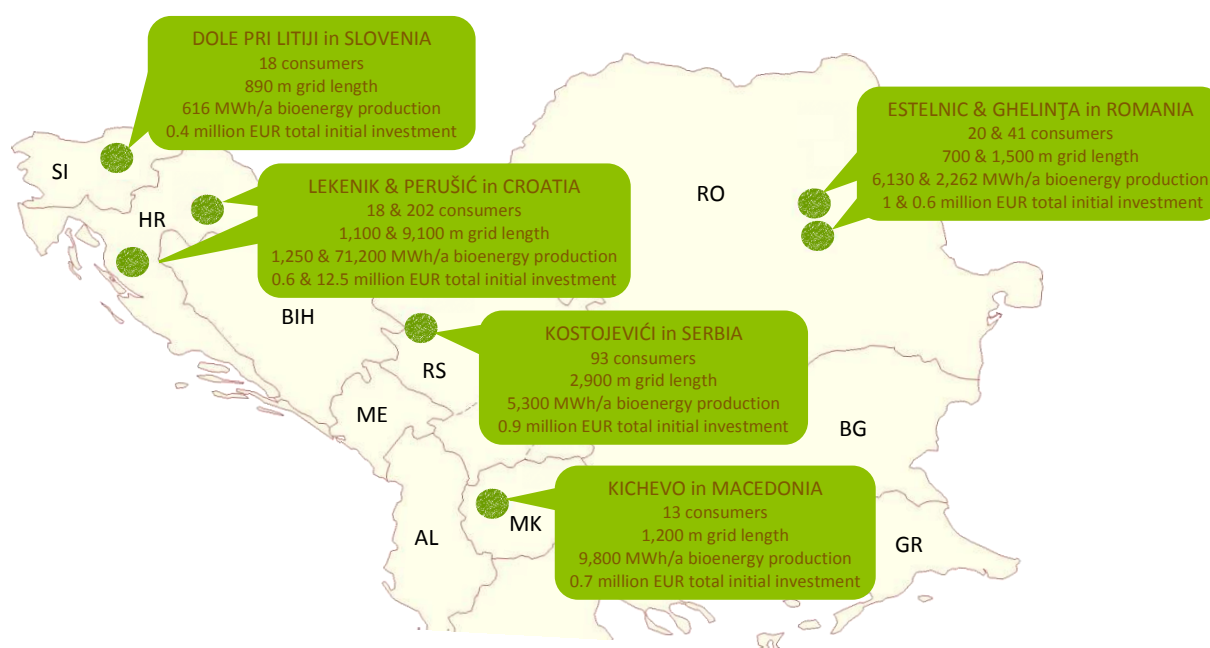 DOLE PRI LITIJI in SLOVENIA
18 consumers
890 m grid length
616 MWh/a bioenergy production
0.4 million EUR total initial investment
ESTELNIC & GHELINŢA in ROMANIA
20 & 41 consumers
700 & 1,500 m grid length
6,130 & 2,262 MWh/a bioenergy production
1 & 0.6 million EUR total initial investment
SI
HR
LEKENIK & PERUŠIĆ in CROATIA
18 & 202 consumers
1,100 & 9,100 m grid length
1,250 & 71,200 MWh/a bioenergy production
0.6 & 12.5 million EUR total initial investment
RO
BIH
KOSTOJEVIĆI in SERBIA
93 consumers
2,900 m grid length
5,300 MWh/a bioenergy production
0.9 million EUR total initial investment
RS
ME
BG
KICHEVO in MACEDONIA
13 consumers
1,200 m grid length
9,800 MWh/a bioenergy production
0.7 million EUR total initial investment
MK
AL
GR